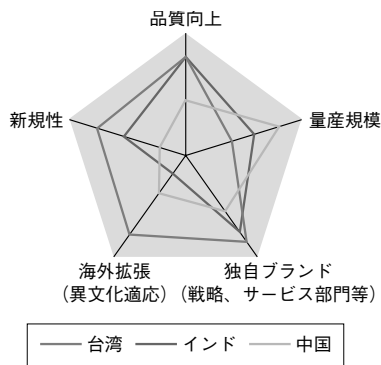 品質向上
新規性
量産規模
海外拡張
（異文化適応）
独自ブランド
（戦略、サービス部門等）
台湾 インド 中国